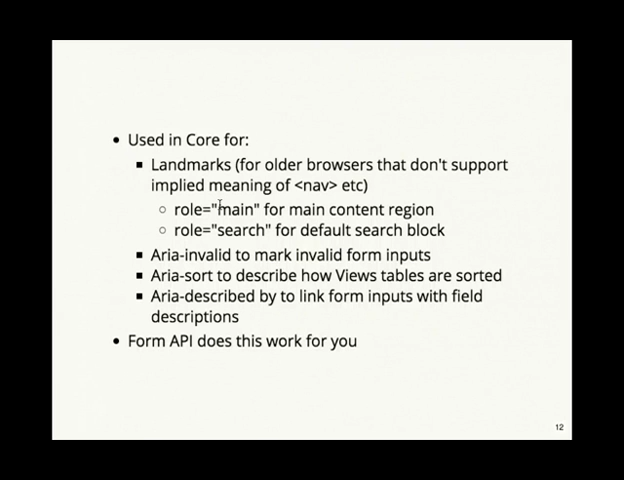 • Used in Core for:
▪ Landmarks (for older browsers that don't support
implied meaning of <nav> etc)
○ role="main" for main content region
○ role="search" for default search block
▪ Aria-invalid to mark invalid form inputs
▪ Aria-sort to describe how Views tables are sorted
▪ Aria-described by to link form inputs with field
descriptions
• Form API does this work for you
12